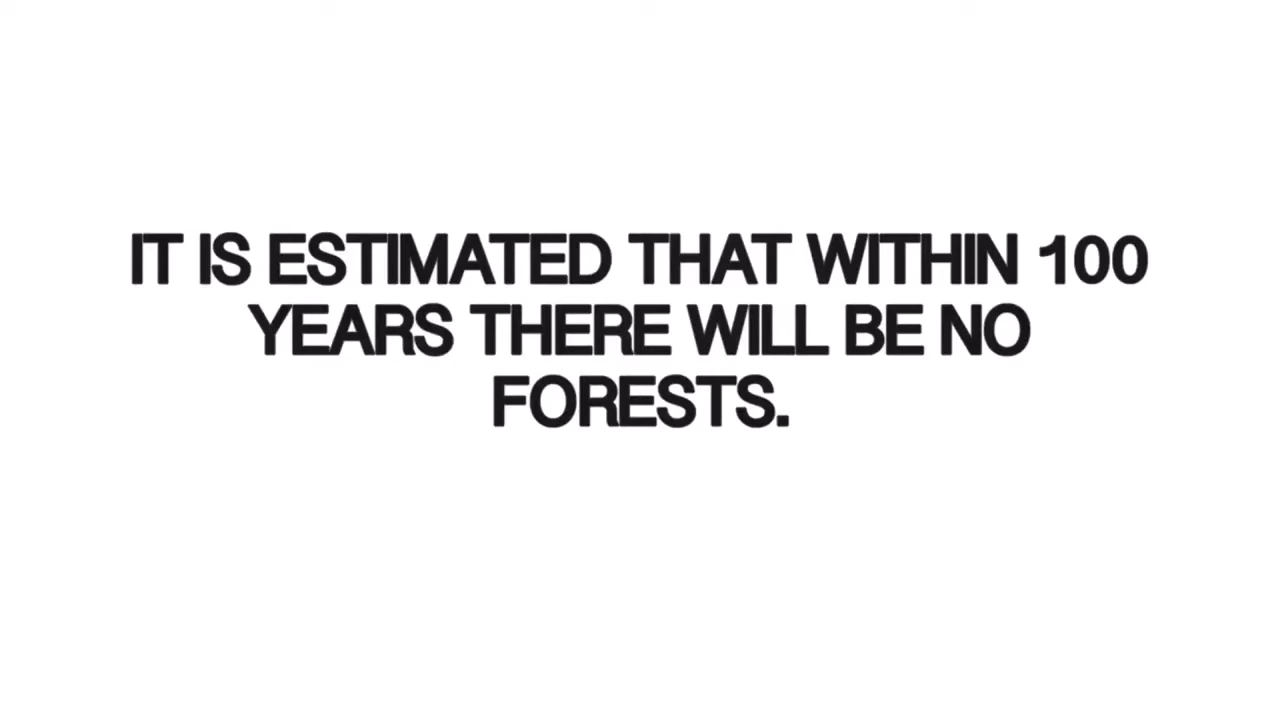 IT IS ESTIMATED THAT WITHIN 100
YEARS THERE WILL BE NO
FORESTS.